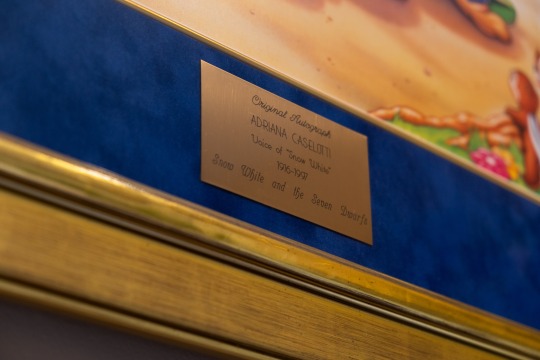 Original Autograph
ADRIANA CASELOTTI
Voice of "Snow White"
1916-1997
Snow White and the Seven Dwarfs